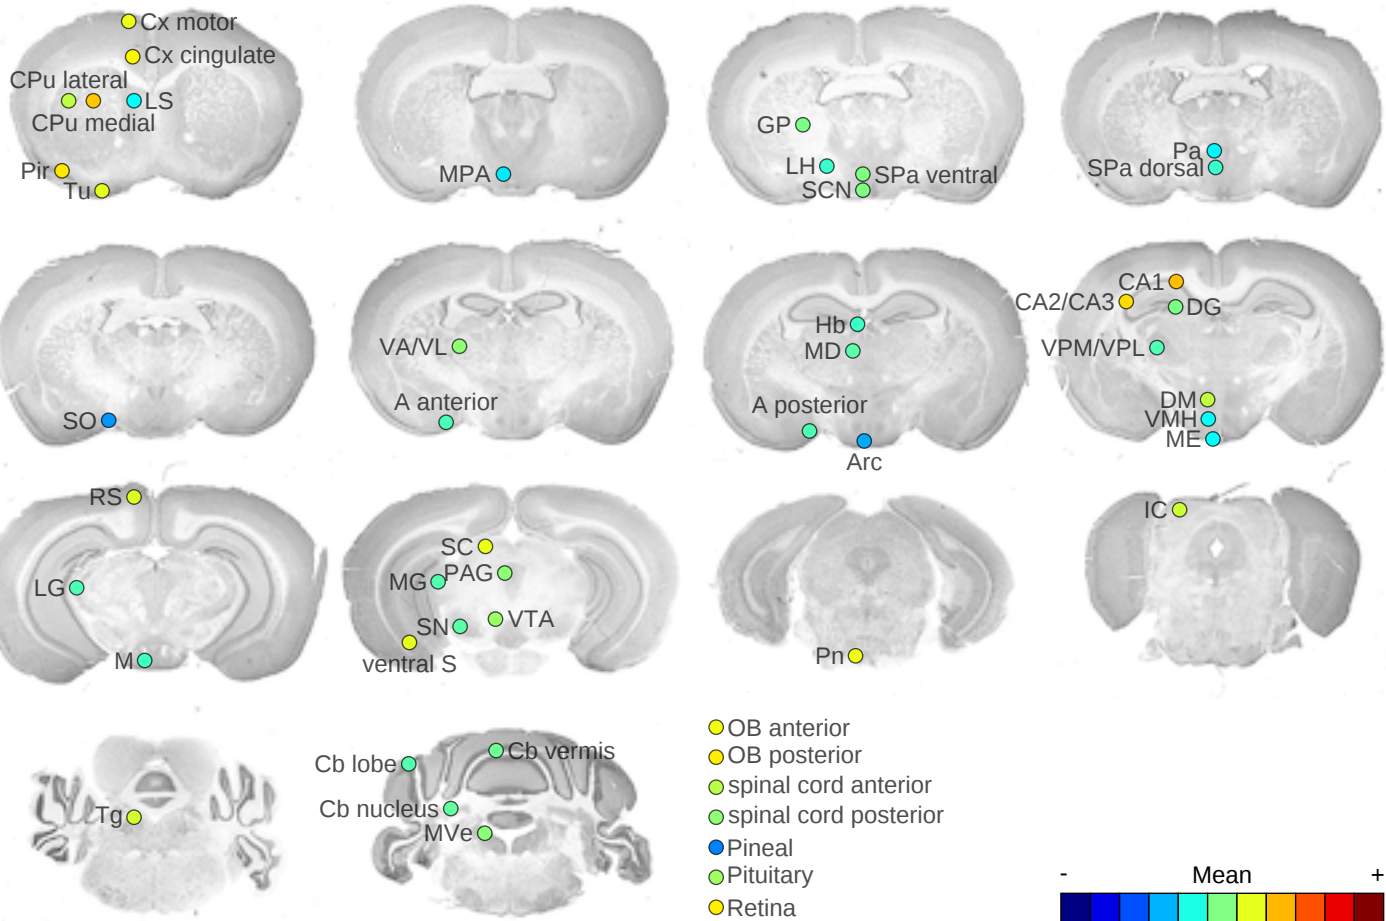 Cx motor
Cx cingulate
CPu lateral
LS
CPu medial
Pir
Tu
MPA
GP
LH
SPa ventral
SCN
Pa
SPa dorsal
SO
VA/VL
A anterior
Hb
MD
A posterior
Arc
CA1
CA2/CA3
DG
VPM/VPL
DM
VMH
ME
RS
LG
M
SC
PAG
MG
VTA
SN
ventral S
Pn
IC
Tg
Cb vermis
Cb lobe
Cb nucleus
MVe
OB anterior
OB posterior
spinal cord anterior
spinal cord posterior
Pineal
Pituitary
Retina
- Mean +